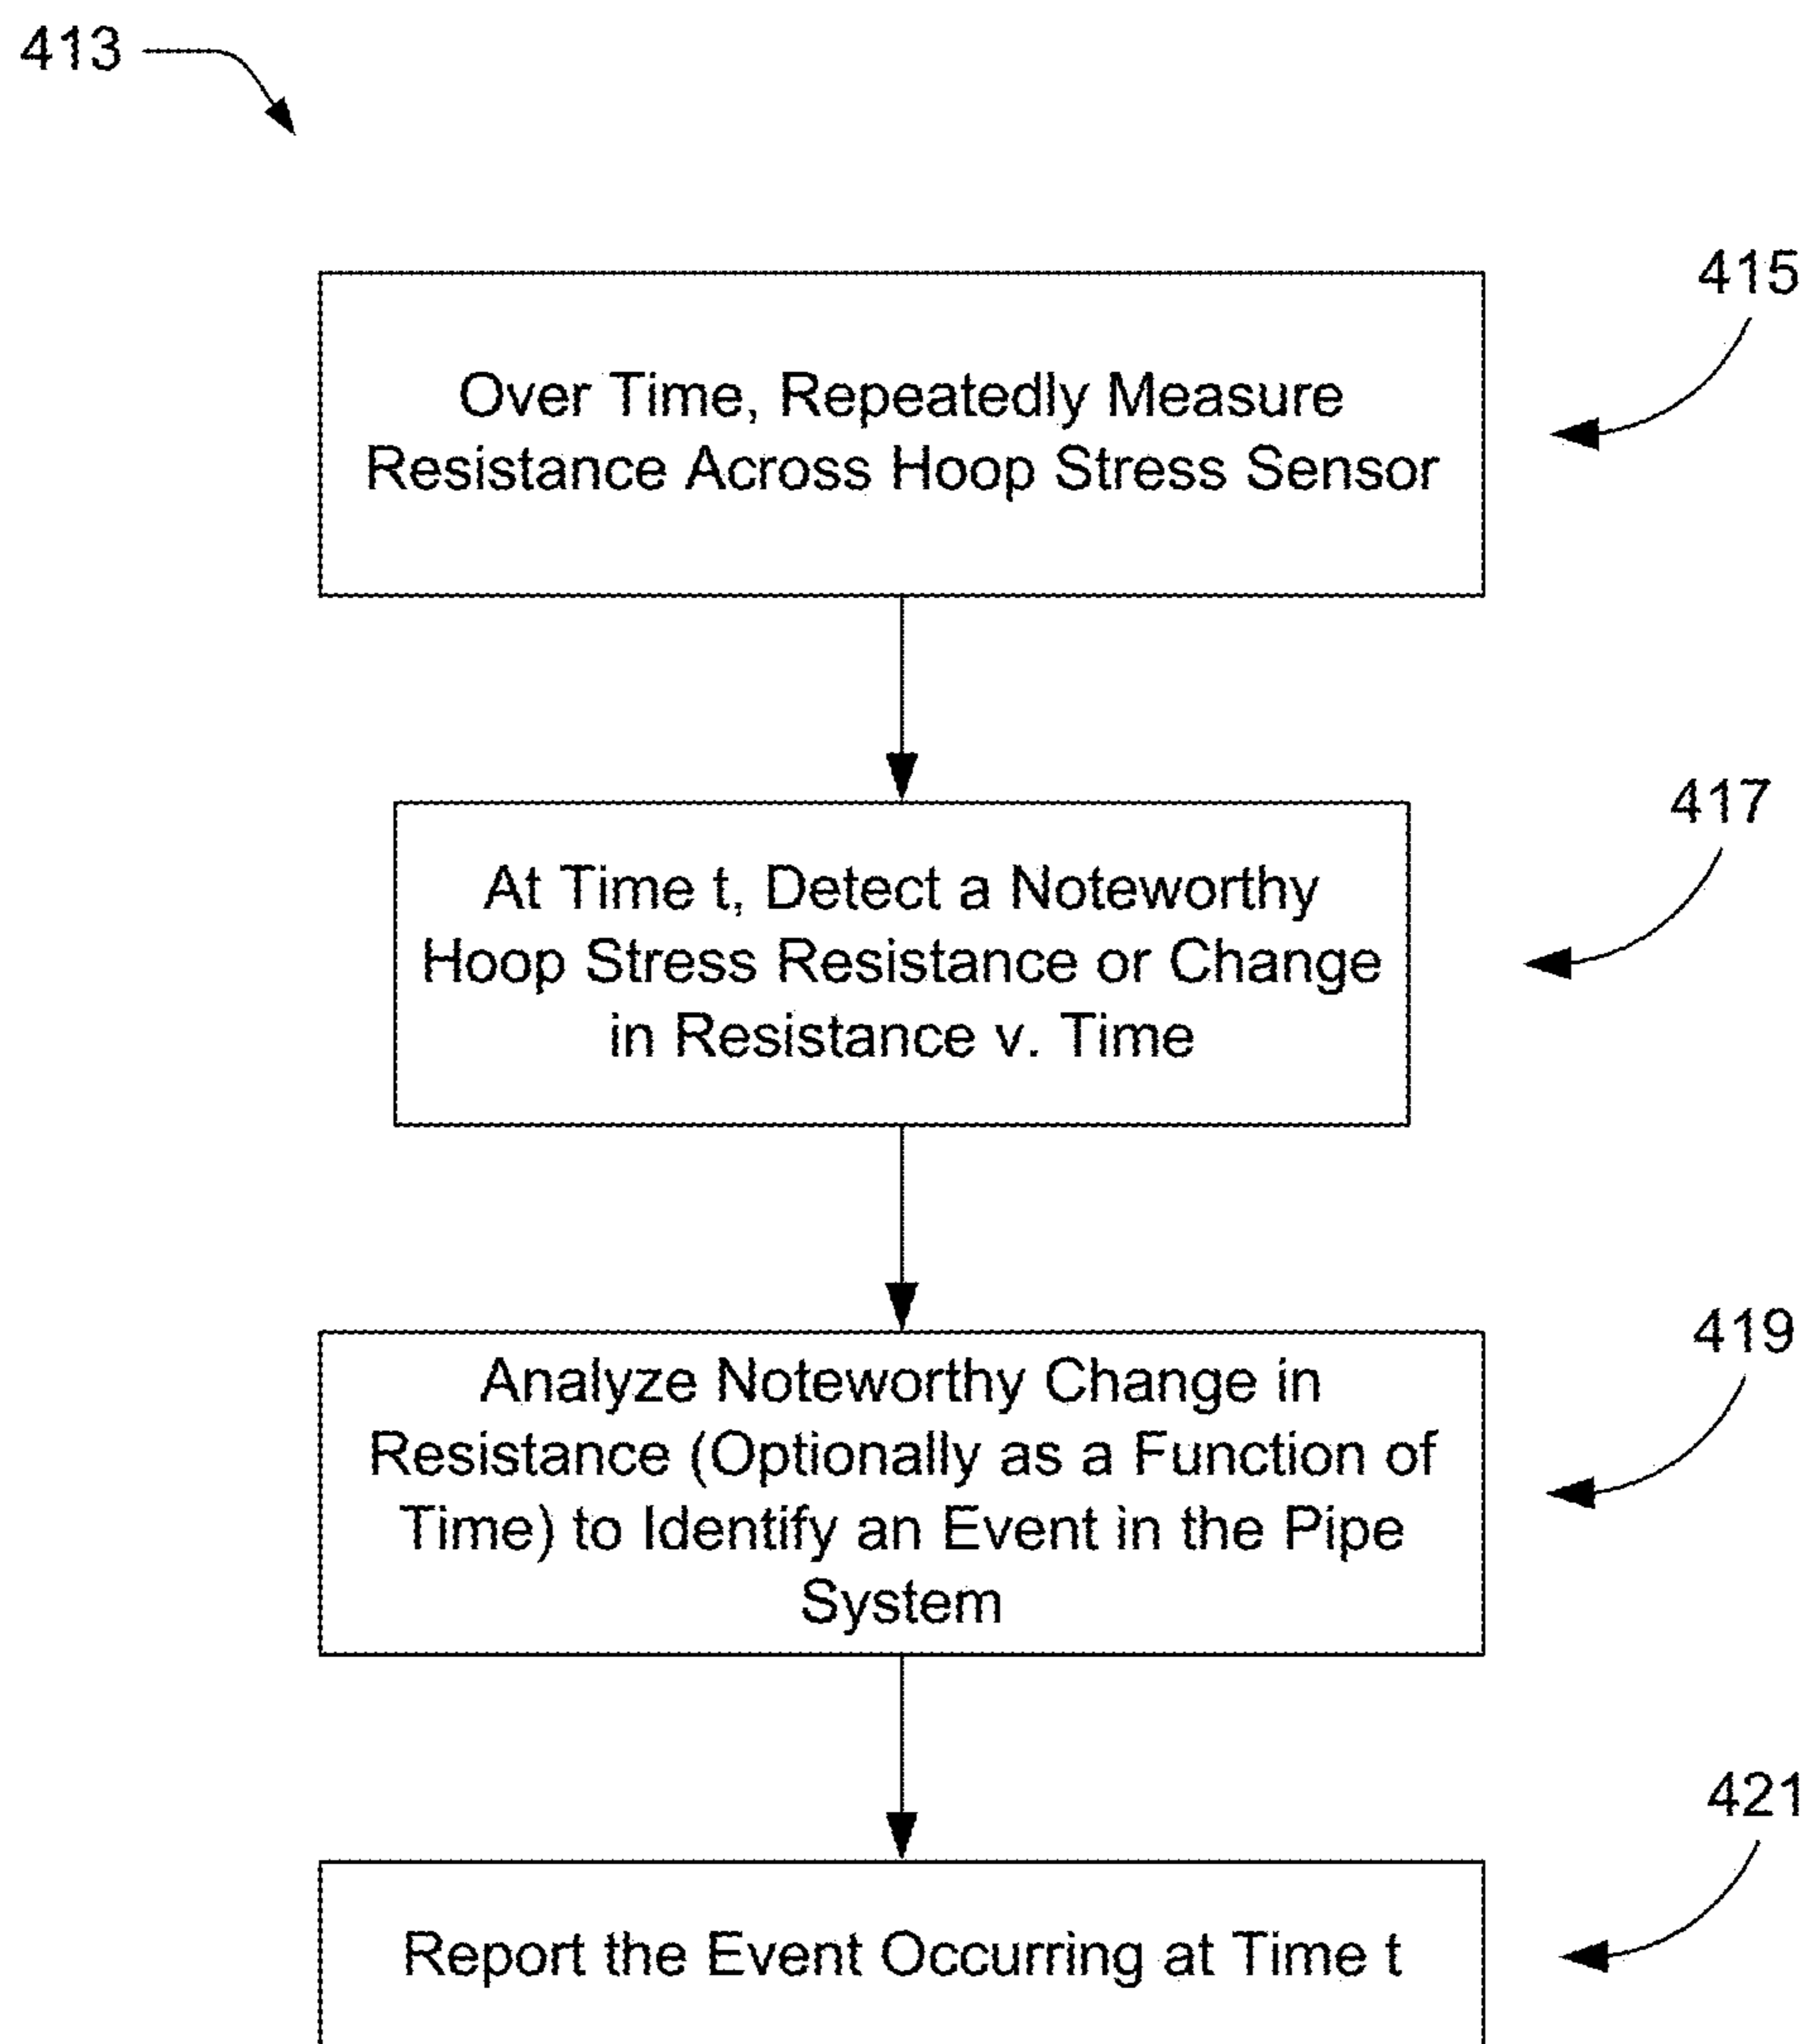 413
415
Over Time, Repeatedly Measure
Resistance Across Hoop Stress Sensor
417
At Time t, Detect a Noteworthy
Hoop Stress Resistance or Change
in Resistance v. Time
419
Analyze Noteworthy Change in
Resistance (Optionally as a Function of
Time) to Identify an Event in the Pipe
System
421
Report the Event Occurring at Time t